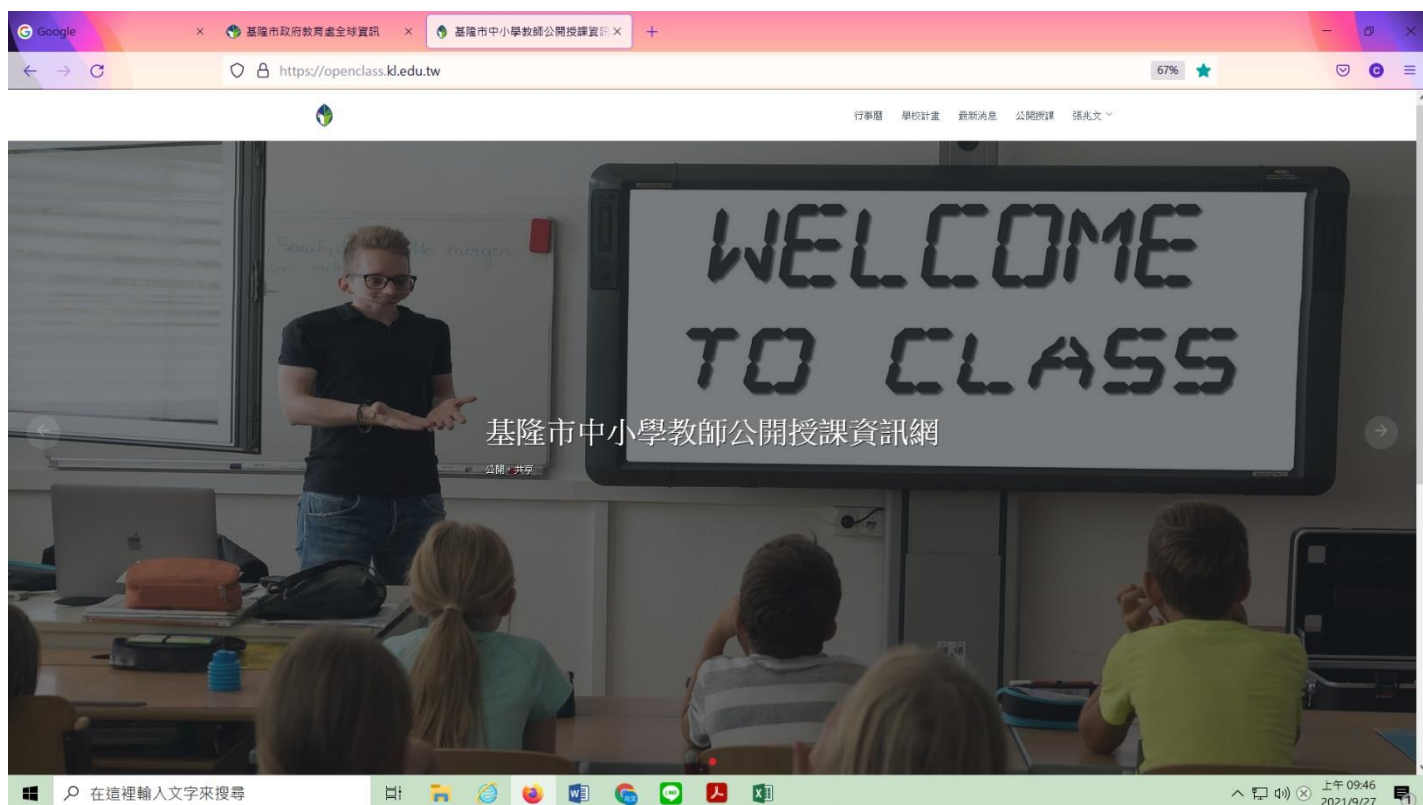 Google
基隆市政府教育處全球資訊
基隆市中小學教師公開授課資訊
https://openclass.kl.edu.tw
67%
行事曆 學校計畫 最新消息 公開授課 張兆文
WELCOME
TO CLASS
基隆市中小學教師公開授課資訊網
公開、共享
在這裡輸入文字來搜尋
上午 09:46
2021/9/27